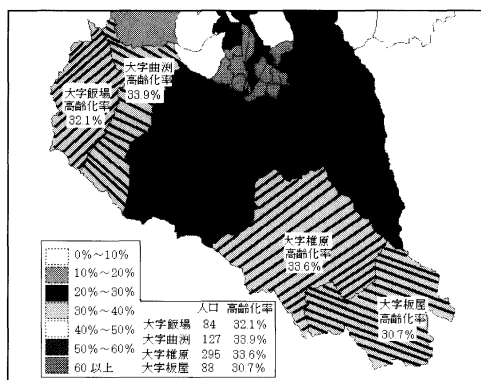 大字曲渕
高齢化率
33.9%
大字飯場
高齢化率
32.1%
大字椎原
高齢化率
33.6%
大字板屋
高齢化率
30.7%
0%～10%
10%～20%
20%～30%
30%～40%
40%～50%
50%～60%
60以上
人口 高齢化率
大字飯場 84 32.1%
大字曲渕 127 33.9%
大字椎原 295 33.6%
大字板屋 88 30.7%